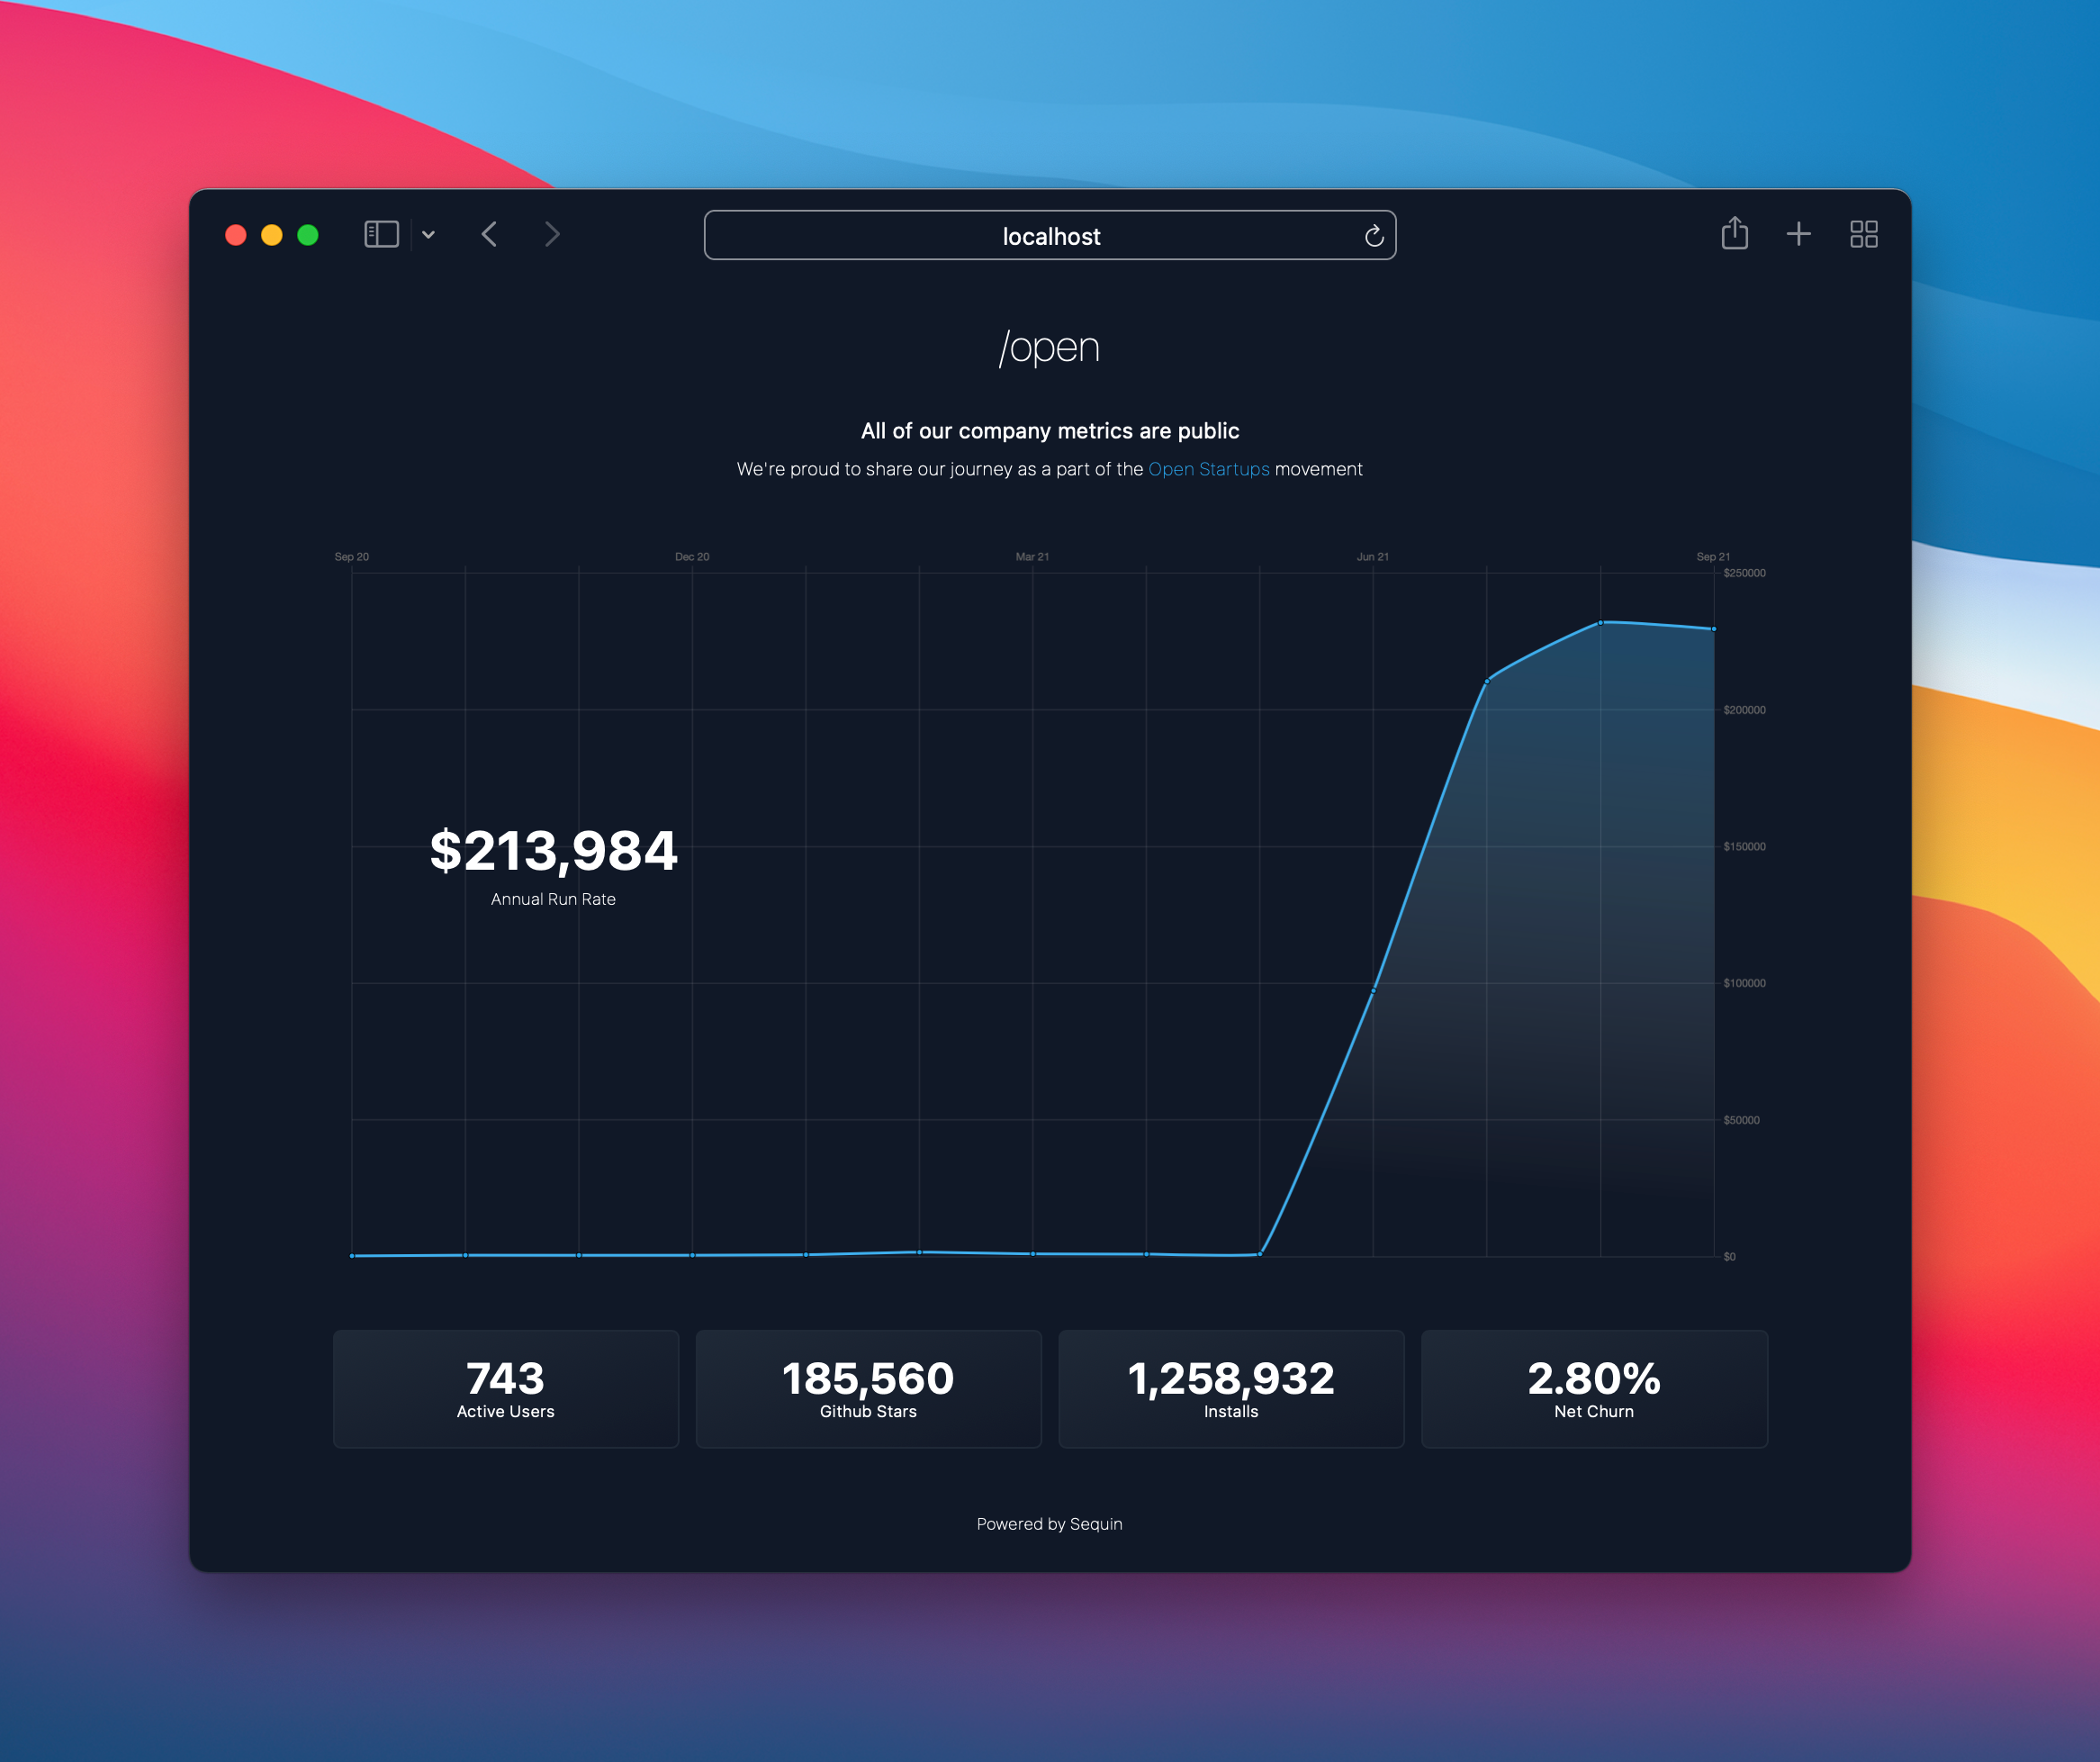 localhost
/open
All of our company metrics are public
We're proud to share our journey as a part of the Open Startups movement
Sep 20 Dec 20 Mar 21 Jun 21 Sep 21
$250000
$200000
$213,984
$150000
Annual Run Rate
$100000
$50000
$0
743 185,560 1,258,932 2.80%
Active Users Github Stars Installs Net Churn
Powered by Sequin